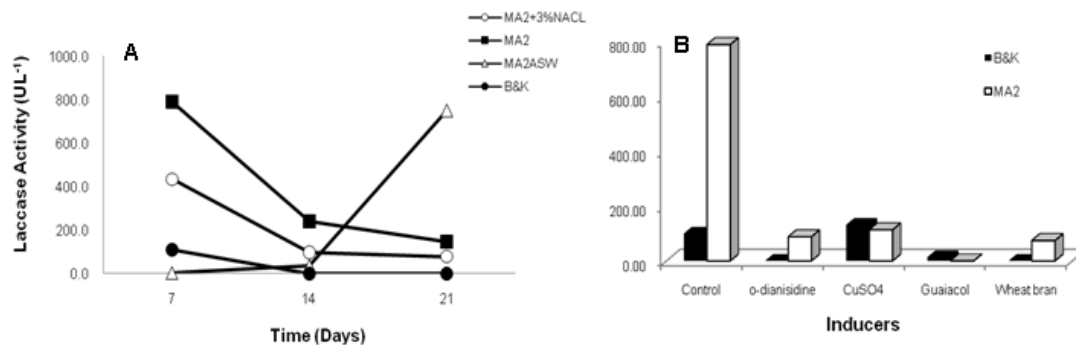 A
MA2+3%NACL
MA2
MA2ASW
B&K
1000.0
800.0
600.0
400.0
200.0
0.0
Laccase Activity (UL-1)
7 14 21
Time (Days)
B
B&K
MA2
800.00
600.00
400.00
200.00
0.00
Control o-dianisidine CuSO4 Guaiacol Wheat bran
Inducers